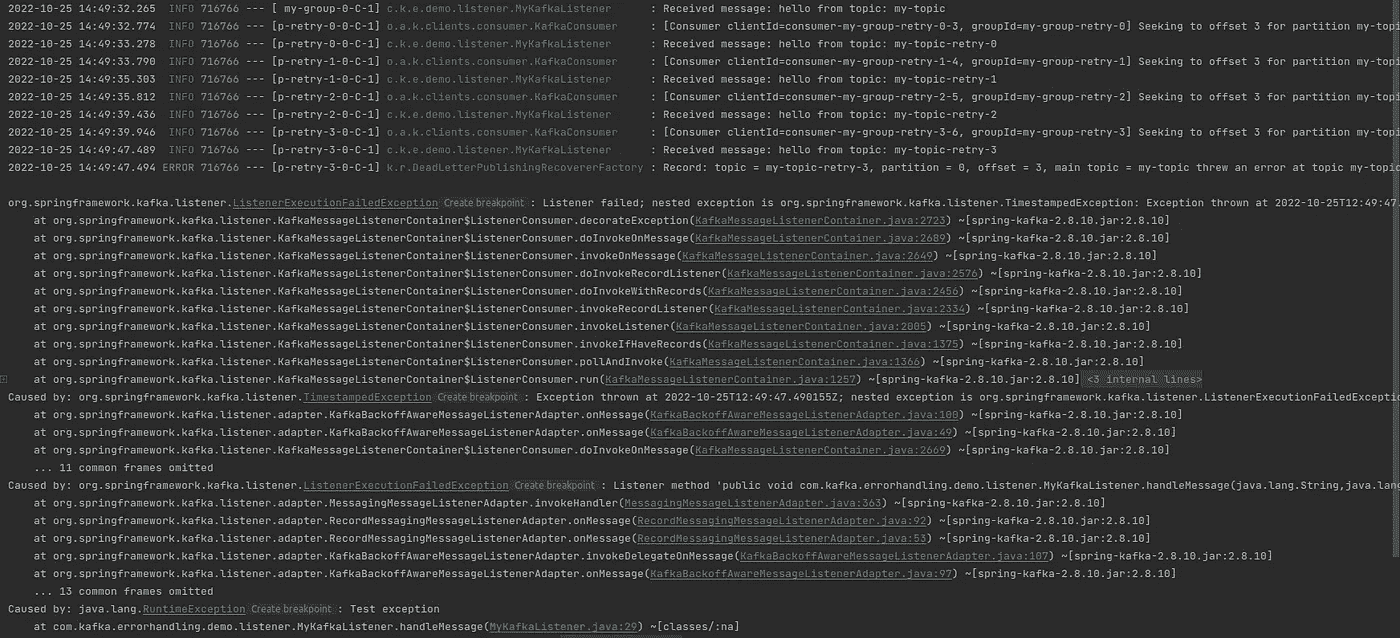 2022-10-25 14:49:32.265  INFO 716766 --- [ my-group-0-C-1] c.k.e.demo.listener.MyKafkaListener      : Received message: hello from topic: my-topic
2022-10-25 14:49:32.774  INFO 716766 --- [p-retry-0-0-C-1] o.a.k.clients.consumer.KafkaConsumer     : [Consumer clientId=consumer-my-group-retry-0-3, groupId=my-group-retry-0] Seeking to offset 3 for partition my-topi
2022-10-25 14:49:33.278  INFO 716766 --- [p-retry-0-0-C-1] c.k.e.demo.listener.MyKafkaListener      : Received message: hello from topic: my-topic-retry-0
2022-10-25 14:49:33.790  INFO 716766 --- [p-retry-1-0-C-1] o.a.k.clients.consumer.KafkaConsumer     : [Consumer clientId=consumer-my-group-retry-1-4, groupId=my-group-retry-1] Seeking to offset 3 for partition my-topi
2022-10-25 14:49:35.303  INFO 716766 --- [p-retry-1-0-C-1] c.k.e.demo.listener.MyKafkaListener      : Received message: hello from topic: my-topic-retry-1
2022-10-25 14:49:35.812  INFO 716766 --- [p-retry-2-0-C-1] o.a.k.clients.consumer.KafkaConsumer     : [Consumer clientId=consumer-my-group-retry-2-5, groupId=my-group-retry-2] Seeking to offset 3 for partition my-topi
2022-10-25 14:49:39.436  INFO 716766 --- [p-retry-2-0-C-1] c.k.e.demo.listener.MyKafkaListener      : Received message: hello from topic: my-topic-retry-2
2022-10-25 14:49:39.946  INFO 716766 --- [p-retry-3-0-C-1] o.a.k.clients.consumer.KafkaConsumer     : [Consumer clientId=consumer-my-group-retry-3-6, groupId=my-group-retry-3] Seeking to offset 3 for partition my-topi
2022-10-25 14:49:47.489  INFO 716766 --- [p-retry-3-0-C-1] c.k.e.demo.listener.MyKafkaListener      : Received message: hello from topic: my-topic-retry-3
2022-10-25 14:49:47.494 ERROR 716766 --- [p-retry-3-0-C-1] k.r.DeadLetterPublishingRecovererFactory : Record: topic = my-topic-retry-3, partition = 0, offset = 3, main topic = my-topic threw an error at topic my-topic
org.springframework.kafka.listener.ListenerExecutionFailedException Create breakpoint : Listener failed; nested exception is org.springframework.kafka.listener.TimestampedException: Exception thrown at 2022-10-25T12:49:47.
at org.springframework.kafka.listener.KafkaMessageListenerContainer$ListenerConsumer.decorateException(KafkaMessageListenerContainer.java:2723) ~[spring-kafka-2.8.10.jar:2.8.10]
at org.springframework.kafka.listener.KafkaMessageListenerContainer$ListenerConsumer.doInvokeOnMessage(KafkaMessageListenerContainer.java:2689) ~[spring-kafka-2.8.10.jar:2.8.10]
at org.springframework.kafka.listener.KafkaMessageListenerContainer$ListenerConsumer.invokeOnMessage(KafkaMessageListenerContainer.java:2649) ~[spring-kafka-2.8.10.jar:2.8.10]
at org.springframework.kafka.listener.KafkaMessageListenerContainer$ListenerConsumer.doInvokeRecordListener(KafkaMessageListenerContainer.java:2576) ~[spring-kafka-2.8.10.jar:2.8.10]
at org.springframework.kafka.listener.KafkaMessageListenerContainer$ListenerConsumer.doInvokeWithRecords(KafkaMessageListenerContainer.java:2456) ~[spring-kafka-2.8.10.jar:2.8.10]
at org.springframework.kafka.listener.KafkaMessageListenerContainer$ListenerConsumer.invokeRecordListener(KafkaMessageListenerContainer.java:2334) ~[spring-kafka-2.8.10.jar:2.8.10]
at org.springframework.kafka.listener.KafkaMessageListenerContainer$ListenerConsumer.invokeListener(KafkaMessageListenerContainer.java:2005) ~[spring-kafka-2.8.10.jar:2.8.10]
at org.springframework.kafka.listener.KafkaMessageListenerContainer$ListenerConsumer.invokeIfHaveRecords(KafkaMessageListenerContainer.java:1375) ~[spring-kafka-2.8.10.jar:2.8.10]
at org.springframework.kafka.listener.KafkaMessageListenerContainer$ListenerConsumer.pollAndInvoke(KafkaMessageListenerContainer.java:1366) ~[spring-kafka-2.8.10.jar:2.8.10]
at org.springframework.kafka.listener.KafkaMessageListenerContainer$ListenerConsumer.run(KafkaMessageListenerContainer.java:1257) ~[spring-kafka-2.8.10.jar:2.8.10] <3 internal lines>
Caused by: org.springframework.kafka.listener.TimestampedException Create breakpoint : Exception thrown at 2022-10-25T12:49:47.490155Z; nested exception is org.springframework.kafka.listener.ListenerExecutionFailedExceptio
at org.springframework.kafka.listener.adapter.KafkaBackoffAwareMessageListenerAdapter.onMessage(KafkaBackoffAwareMessageListenerAdapter.java:100) ~[spring-kafka-2.8.10.jar:2.8.10]
at org.springframework.kafka.listener.adapter.KafkaBackoffAwareMessageListenerAdapter.onMessage(KafkaBackoffAwareMessageListenerAdapter.java:49) ~[spring-kafka-2.8.10.jar:2.8.10]
at org.springframework.kafka.listener.KafkaMessageListenerContainer$ListenerConsumer.doInvokeOnMessage(KafkaMessageListenerContainer.java:2669) ~[spring-kafka-2.8.10.jar:2.8.10]
... 11 common frames omitted
Caused by: org.springframework.kafka.listener.ListenerExecutionFailedException Create breakpoint : Listener method 'public void com.kafka.errorhandling.demo.listener.MyKafkaListener.handleMessage(java.lang.String,java.lang
at org.springframework.kafka.listener.adapter.MessagingMessageListenerAdapter.invokeHandler(MessagingMessageListenerAdapter.java:363) ~[spring-kafka-2.8.10.jar:2.8.10]
at org.springframework.kafka.listener.adapter.RecordMessagingMessageListenerAdapter.onMessage(RecordMessagingMessageListenerAdapter.java:92) ~[spring-kafka-2.8.10.jar:2.8.10]
at org.springframework.kafka.listener.adapter.RecordMessagingMessageListenerAdapter.onMessage(RecordMessagingMessageListenerAdapter.java:53) ~[spring-kafka-2.8.10.jar:2.8.10]
at org.springframework.kafka.listener.adapter.KafkaBackoffAwareMessageListenerAdapter.invokeDelegateOnMessage(KafkaBackoffAwareMessageListenerAdapter.java:107) ~[spring-kafka-2.8.10.jar:2.8.10]
at org.springframework.kafka.listener.adapter.KafkaBackoffAwareMessageListenerAdapter.onMessage(KafkaBackoffAwareMessageListenerAdapter.java:97) ~[spring-kafka-2.8.10.jar:2.8.10]
... 13 common frames omitted
Caused by: java.lang.RuntimeException Create breakpoint : Test exception
at com.kafka.errorhandling.demo.listener.MyKafkaListener.handleMessage(MyKafkaListener.java:29) ~[classes/:na]